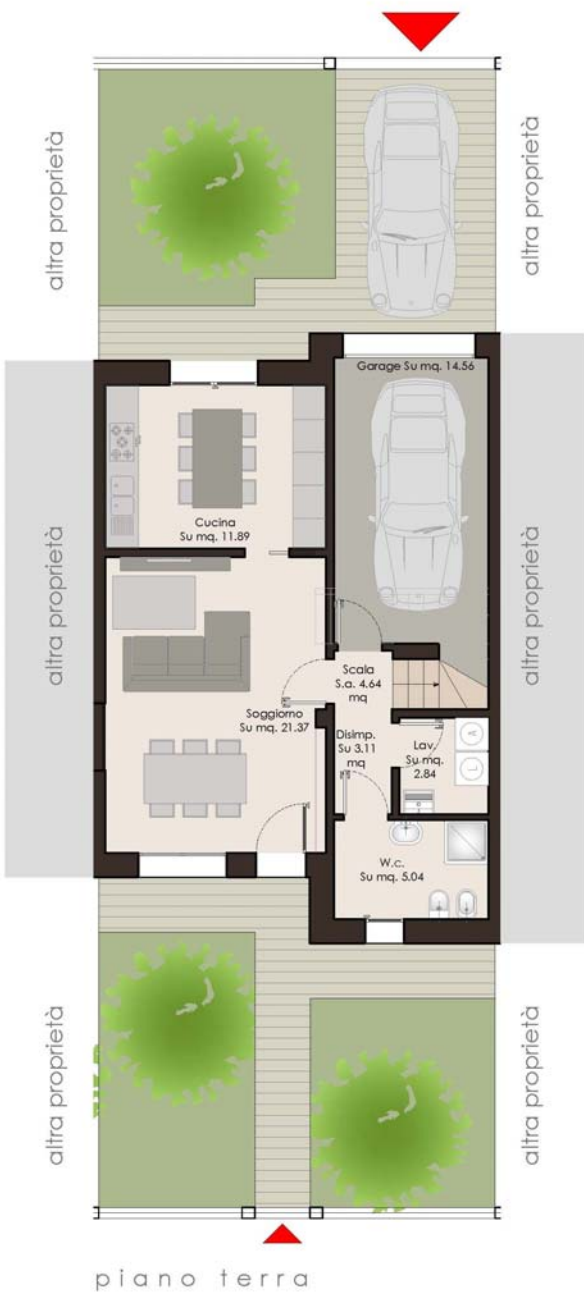 altra proprietà
altra proprietà
Garage Su mq. 14.56
Cucina
Su mq. 11.89
altra proprietà
altra proprietà
Scala
S.a. 4.64
mq
Soggiorno
Su mq. 21.37
Disimp.
Su 3.11
mq
Lav.
Su mq.
2.84
A
L
W.c.
Su mq. 5.04
altra proprietà
altra proprietà
piano terra